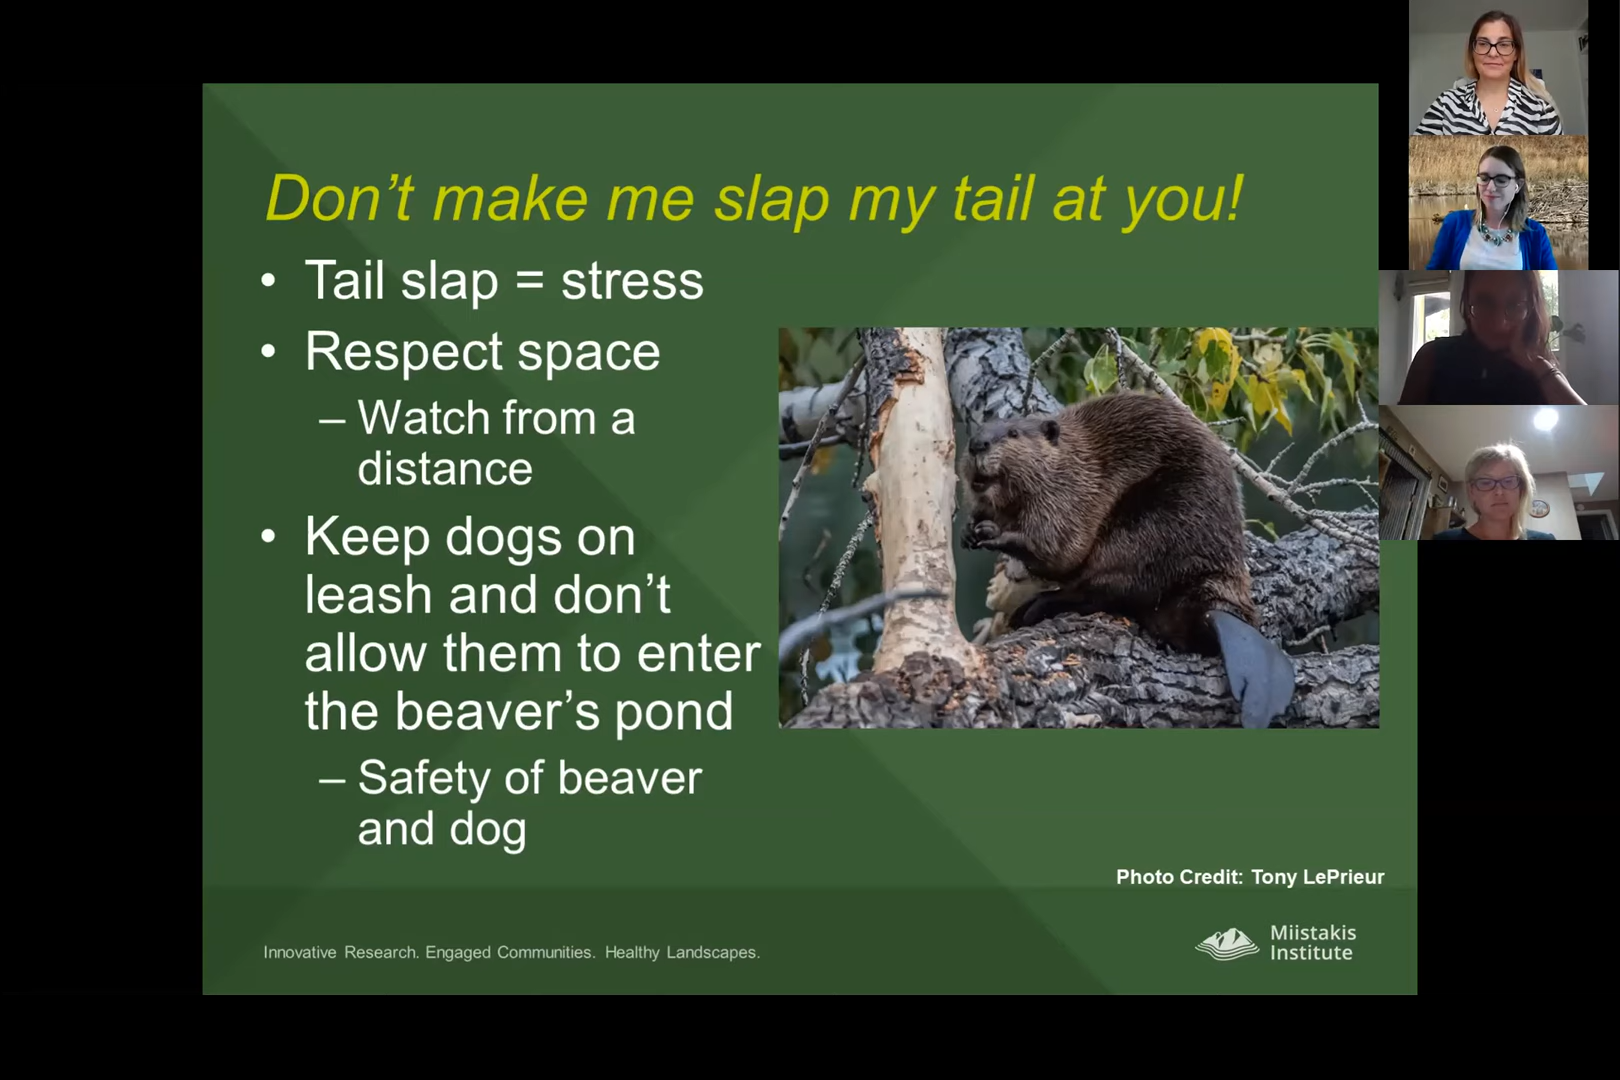 Don’t make me slap my tail at you!
• Tail slap = stress
• Respect space
– Watch from a
distance
• Keep dogs on
leash and don’t
allow them to enter
the beaver’s pond
– Safety of beaver
and dog
Photo Credit: Tony LePrieur
Innovative Research. Engaged Communities. Healthy Landscapes.
Miistakis
Institute